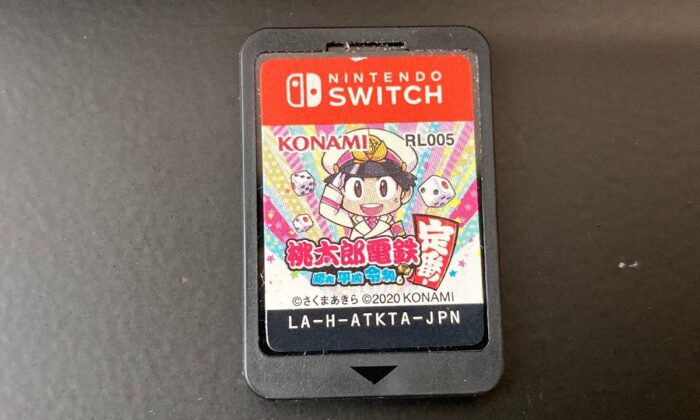 NINTENDO
SWITCH
KONAMI RL005
桃太郎電鉄
昭和 平成 令和も
定番!
©さくまあきら ©2020 KONAMI
LA-H-ATKTA-JPN